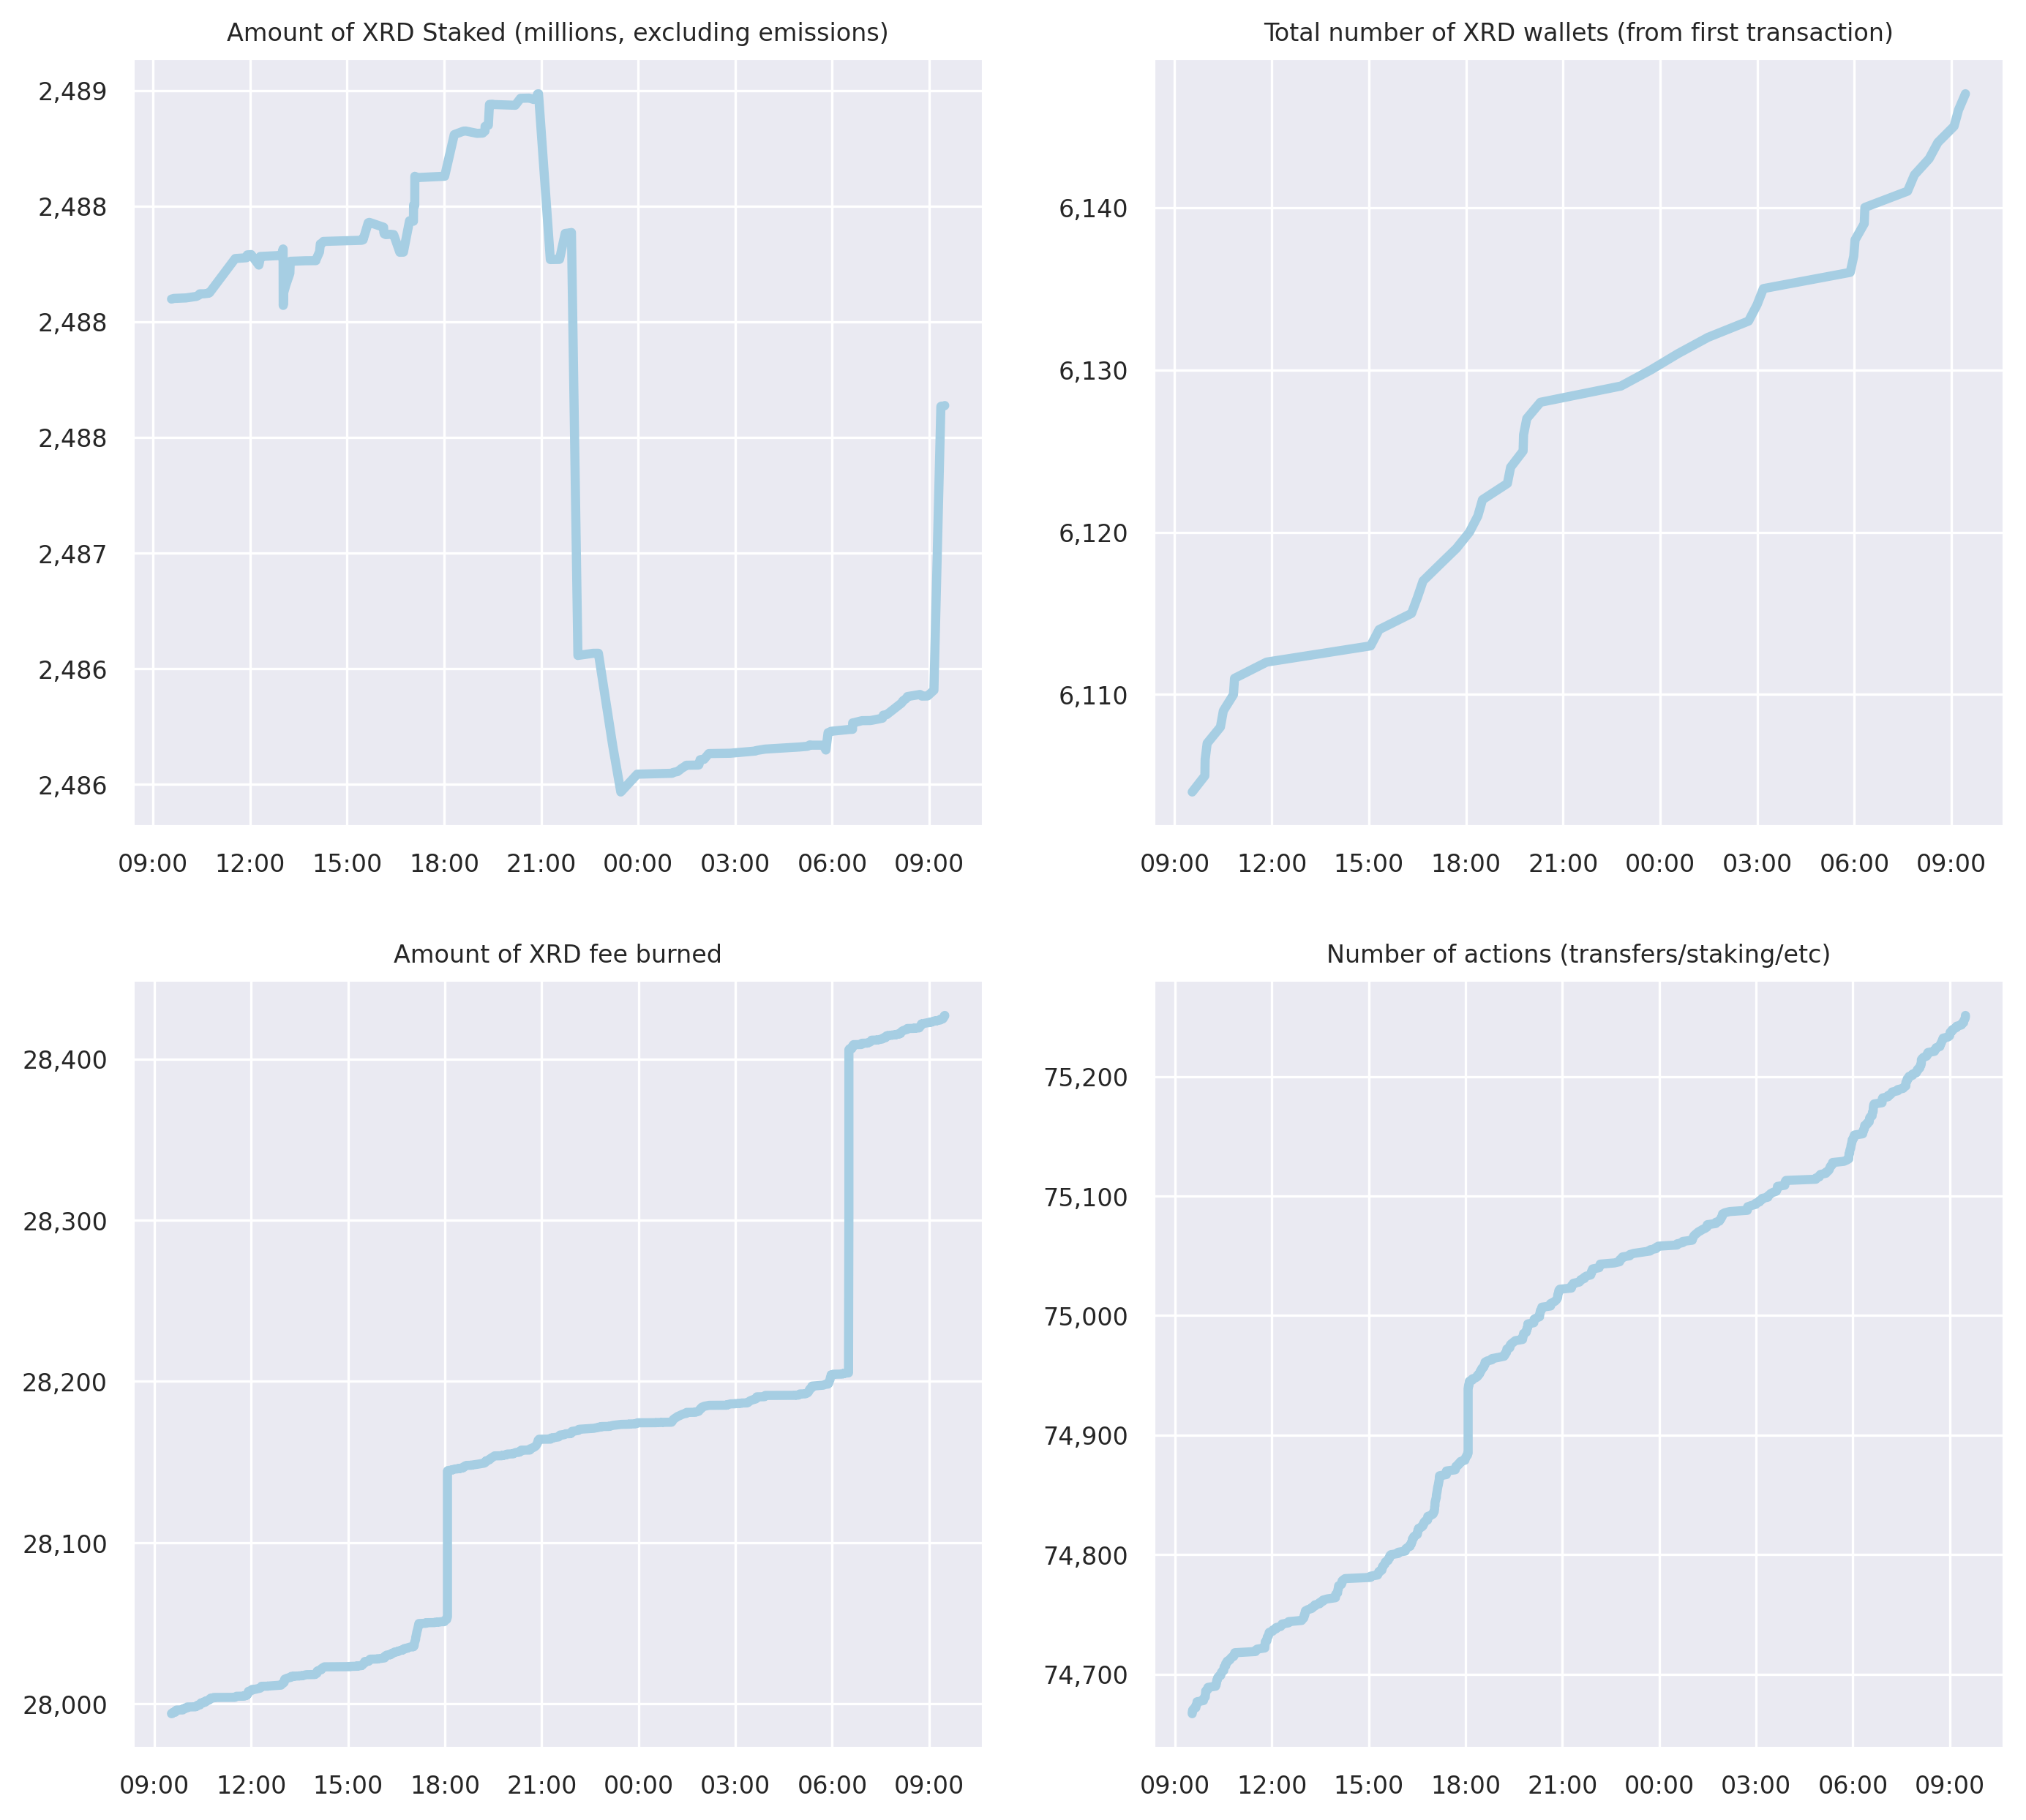 Amount of XRD Staked (millions, excluding emissions)
2,489
2,488
2,488
2,488
2,487
2,486
2,486
09:00 12:00 15:00 18:00 21:00 00:00 03:00 06:00 09:00
Total number of XRD wallets (from first transaction)
6,140
6,130
6,120
6,110
09:00 12:00 15:00 18:00 21:00 00:00 03:00 06:00 09:00
Amount of XRD fee burned
28,400
28,300
28,200
28,100
28,000
09:00 12:00 15:00 18:00 21:00 00:00 03:00 06:00 09:00
Number of actions (transfers/staking/etc)
75,200
75,100
75,000
74,900
74,800
74,700
09:00 12:00 15:00 18:00 21:00 00:00 03:00 06:00 09:00